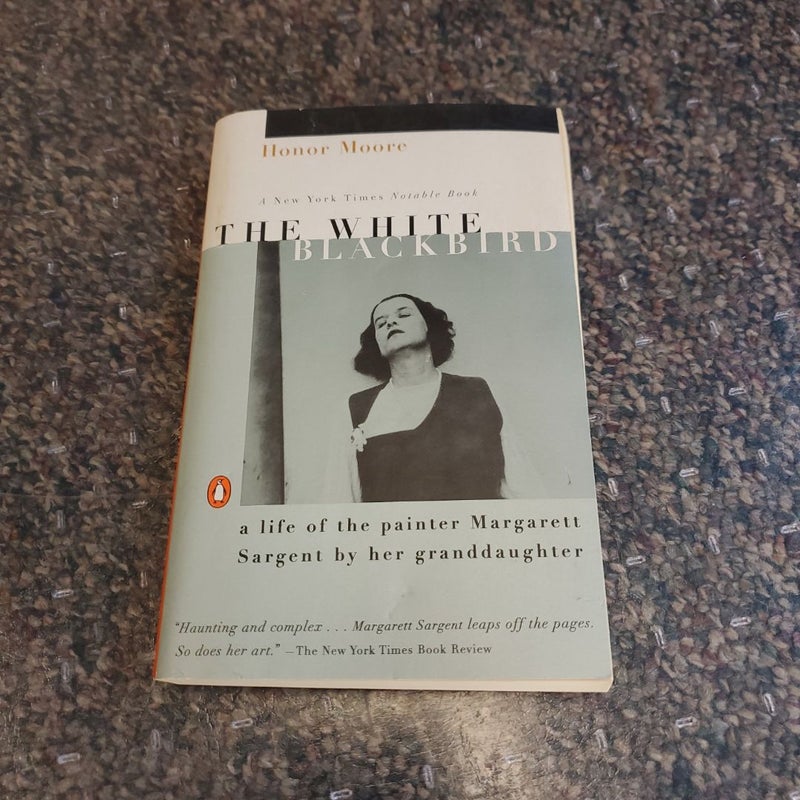 Honor Moore
A New York Times Notable Book
THE WHITE
BLACKBIRD
a life of the painter Margarett
Sargent by her granddaughter
“Haunting and complex . . . Margarett Sargent leaps off the pages.
So does her art.” —The New York Times Book Review